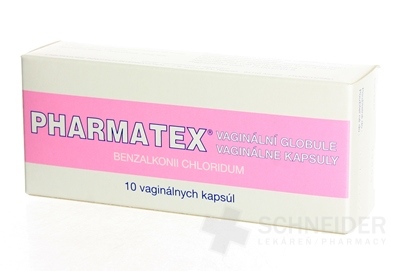 PHARMATEX® VAGINÁLNÍ GLOBULE
VAGINÁLNE KAPSULY
BENZALKONII CHLORIDUM
10 vaginálnych kapsúl
SCHNEIDER
LEKÁREŇ-PHARMACY